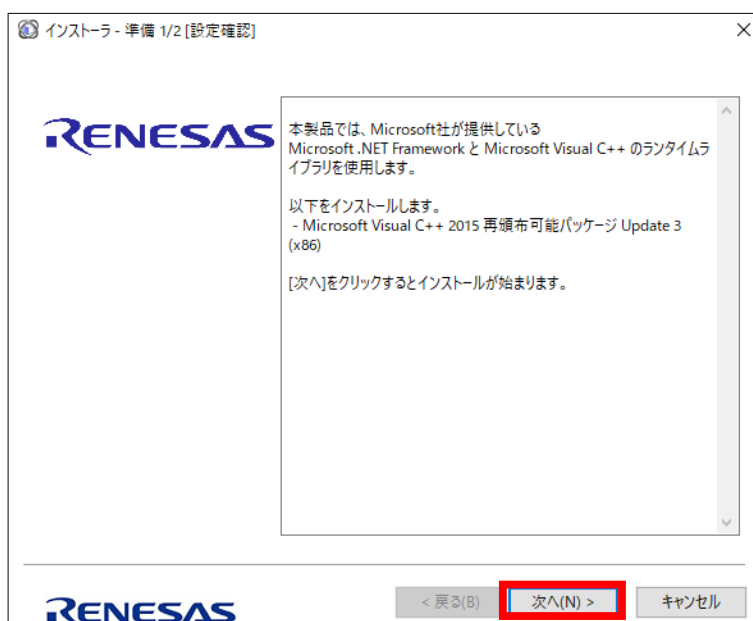 インストーラ - 準備 1/2 [設定確認]
RENESAS
本製品では、Microsoft社が提供している
Microsoft .NET Framework と Microsoft Visual C++ のランタイムラ
イブラリを使用します。
以下をインストールします。
- Microsoft Visual C++ 2015 再頒布可能パッケージ Update 3
(x86)
[次へ]をクリックするとインストールが始まります。
RENESAS
< 戻る(B)
次へ(N) >
キャンセル